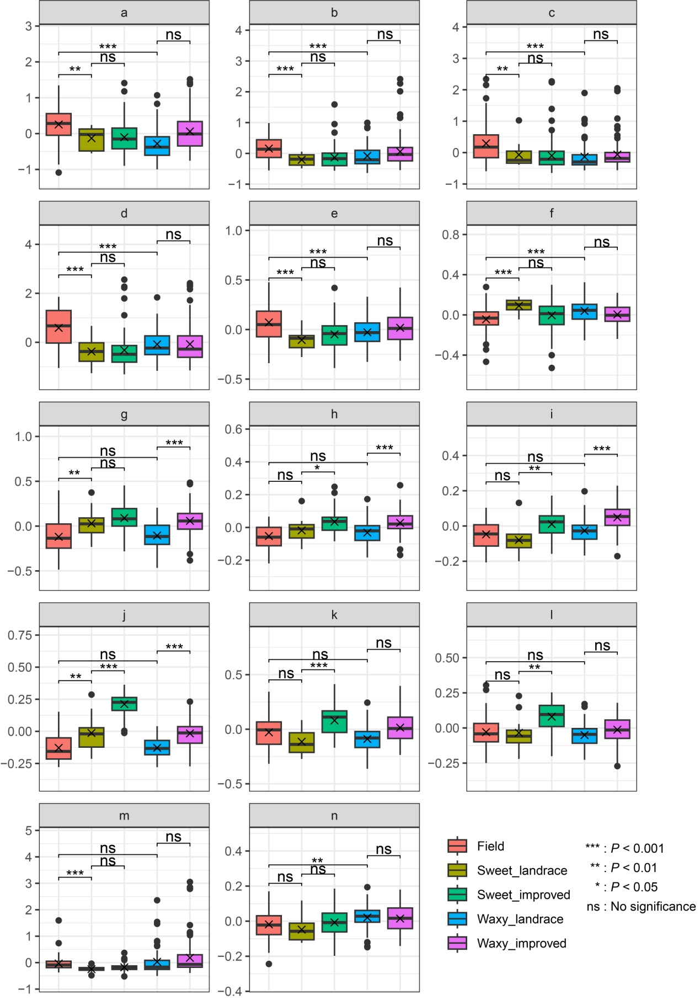 a
3
2
1
0
−1
**
***
ns
ns
b
4
3
2
1
0
−1
***
***
ns
ns
c
4
3
2
1
0
−1
**
***
ns
ns
d
4
2
0
***
***
ns
ns
e
1.0
0.5
0.0
−0.5
***
***
ns
ns
f
0.8
0.4
0.0
−0.4
***
***
ns
ns
g
1.0
0.5
0.0
−0.5
**
ns
ns
***
h
0.6
0.4
0.2
0.0
−0.2
ns
ns
*
***
i
0.4
0.2
0.0
−0.2
ns
ns
**
***
j
0.75
0.50
0.25
0.00
−0.25
**
ns
***
***
k
0.5
0.0
−0.5
ns
ns
***
ns
l
0.50
0.25
0.00
−0.25
ns
ns
**
ns
m
5
4
3
2
1
0
−1
***
ns
ns
ns
n
0.4
0.2
0.0
−0.2
−0.4
ns
**
ns
ns
Field
Sweet_landrace
Sweet_improved
Waxy_landrace
Waxy_improved
*** : P < 0.001
** : P < 0.01
* : P < 0.05
ns : No significance